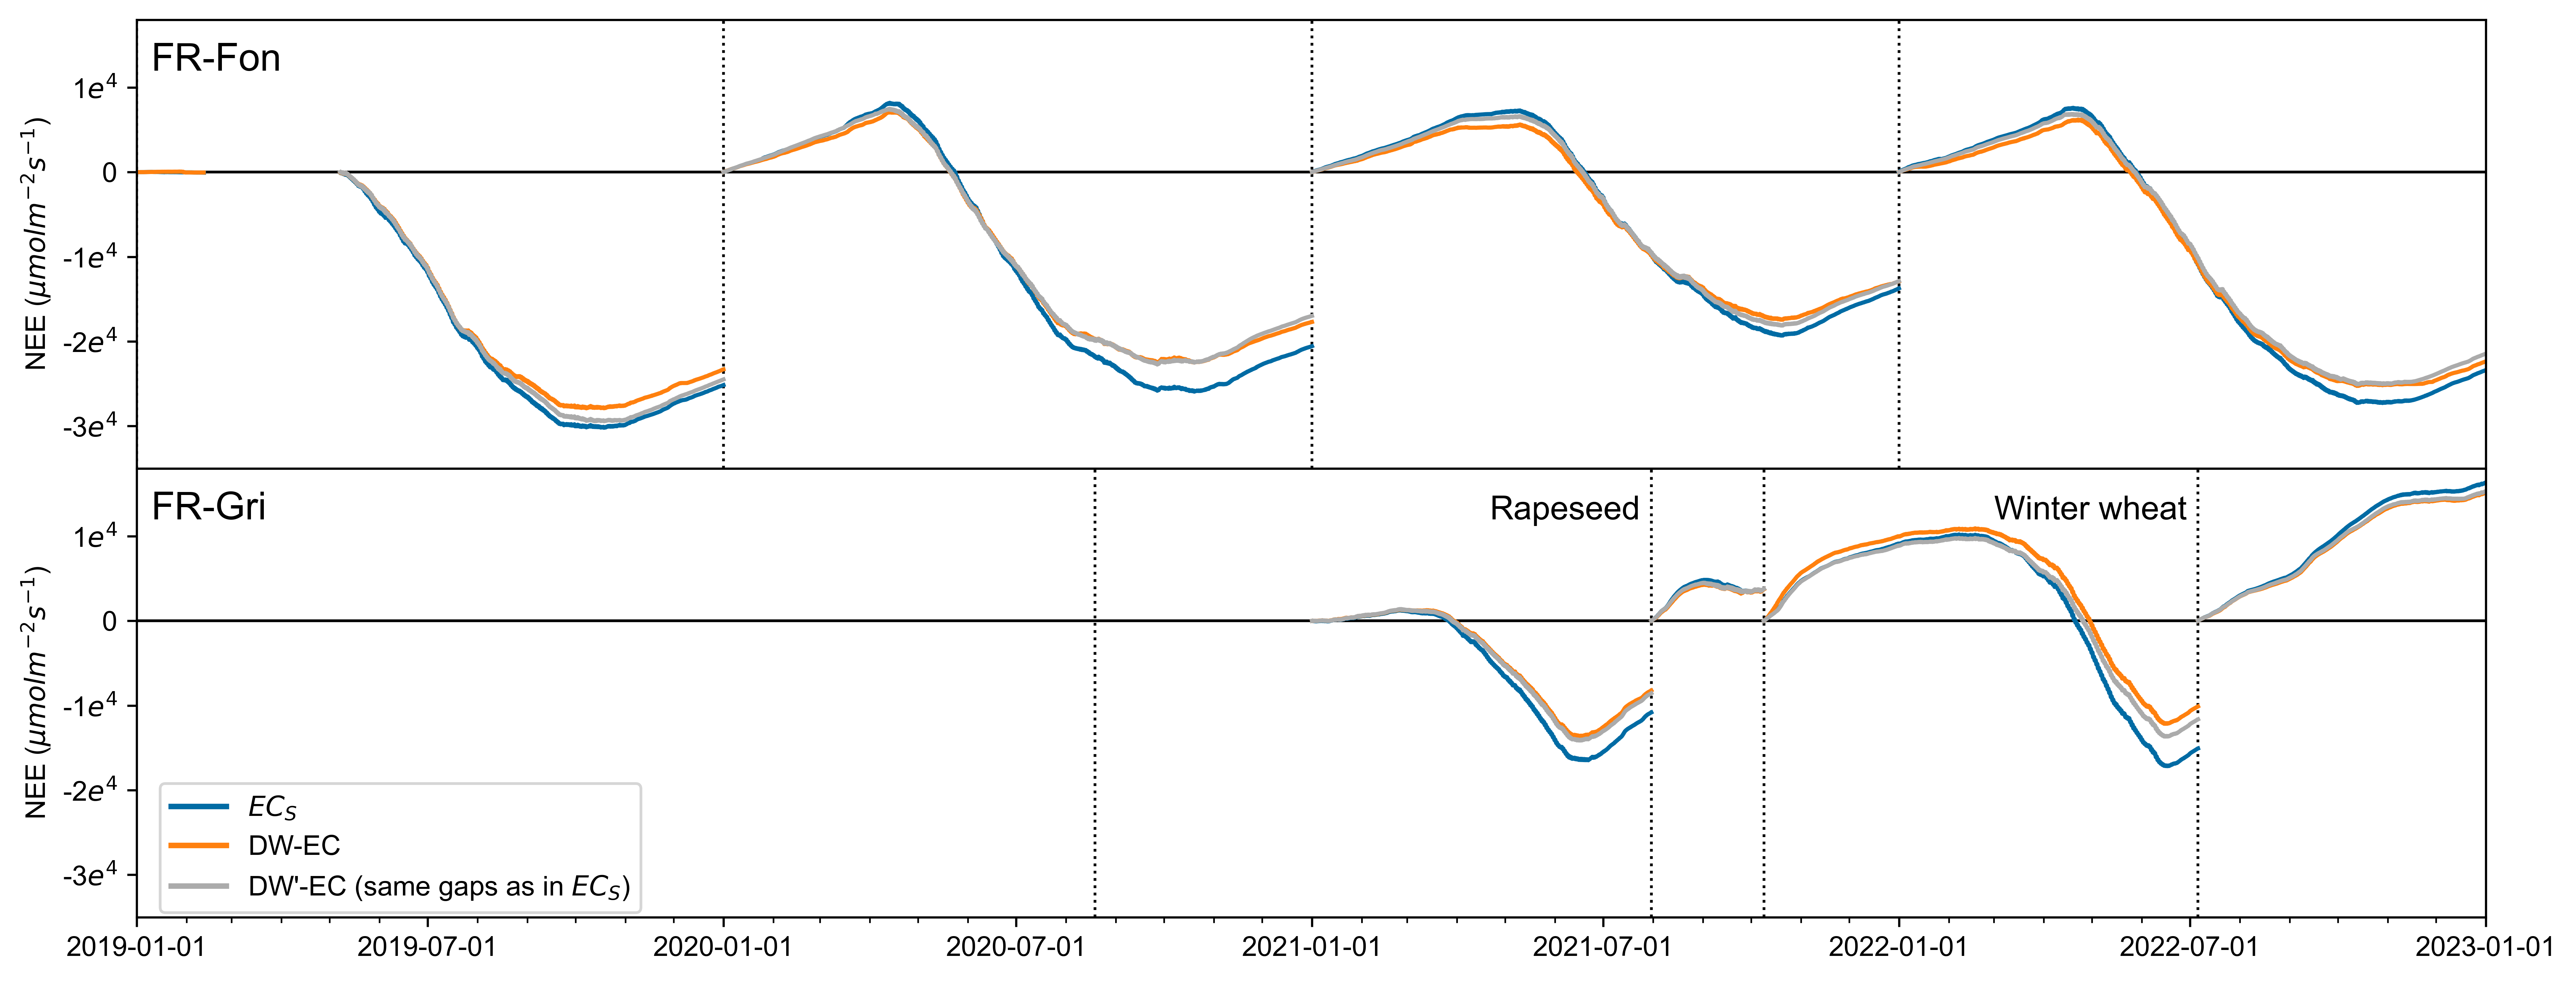 FR-Fon
1e⁴
0
-1e⁴
-2e⁴
-3e⁴
NEE (μmolm⁻²s⁻¹)
FR-Gri
Rapeseed
Winter wheat
1e⁴
0
-1e⁴
-2e⁴
-3e⁴
NEE (μmolm⁻²s⁻¹)
EC_S
DW-EC
DW'-EC (same gaps as in EC_S)
2019-01-01 2019-07-01 2020-01-01 2020-07-01 2021-01-01 2021-07-01 2022-01-01 2022-07-01 2023-01-01